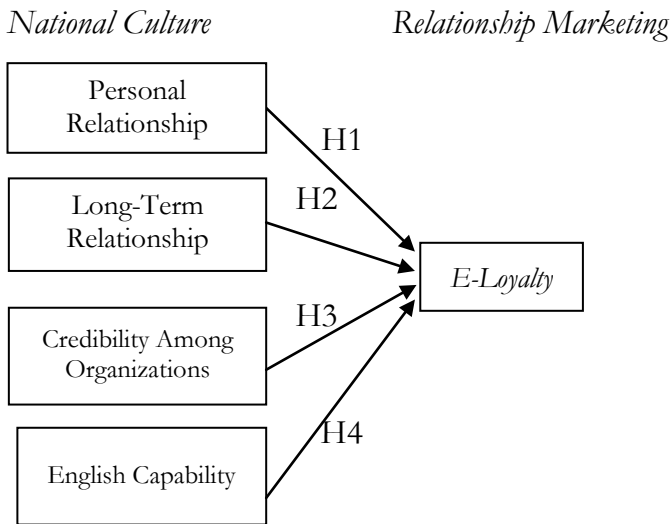 National Culture
Relationship Marketing
Personal
Relationship
H1
Long-Term
Relationship
H2
E-Loyalty
Credibility Among
Organizations
H3
English Capability
H4